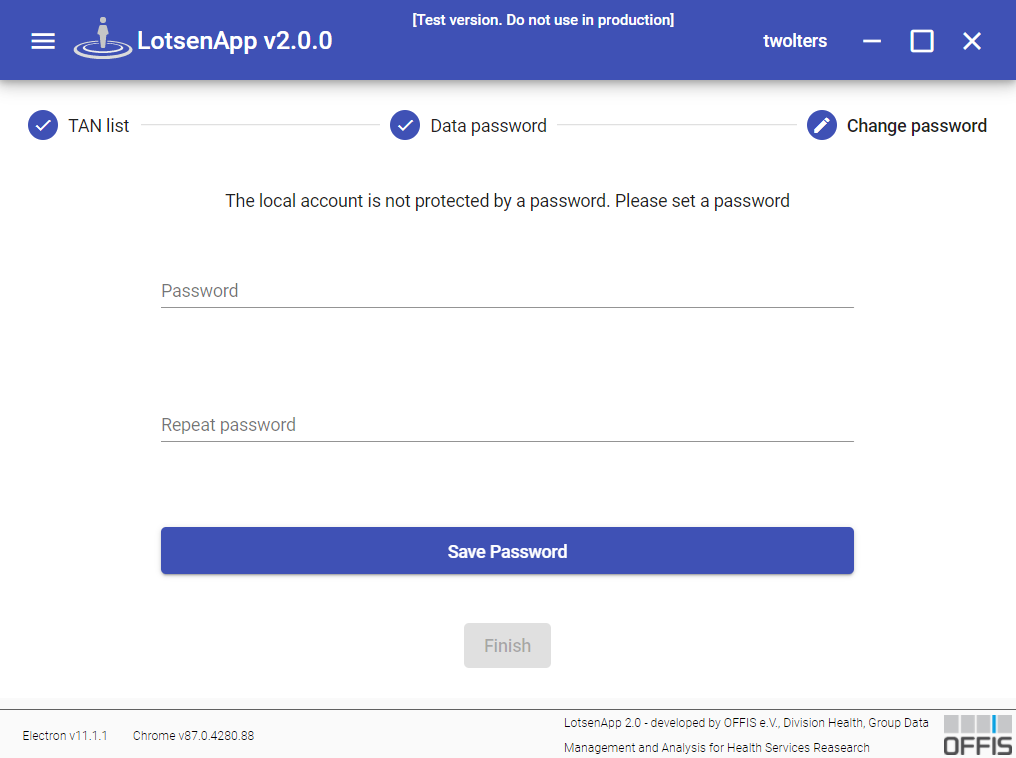 [Test version. Do not use in production]
LotsenApp v2.0.0
twolters
TAN list
Data password
Change password
The local account is not protected by a password. Please set a password
Password
Repeat password
Save Password
Finish
Electron v11.1.1
Chrome v87.0.4280.88
LotsenApp 2.0 - developed by OFFIS e.V., Division Health, Group Data
Management and Analysis for Health Services Reasearch
OFFIS